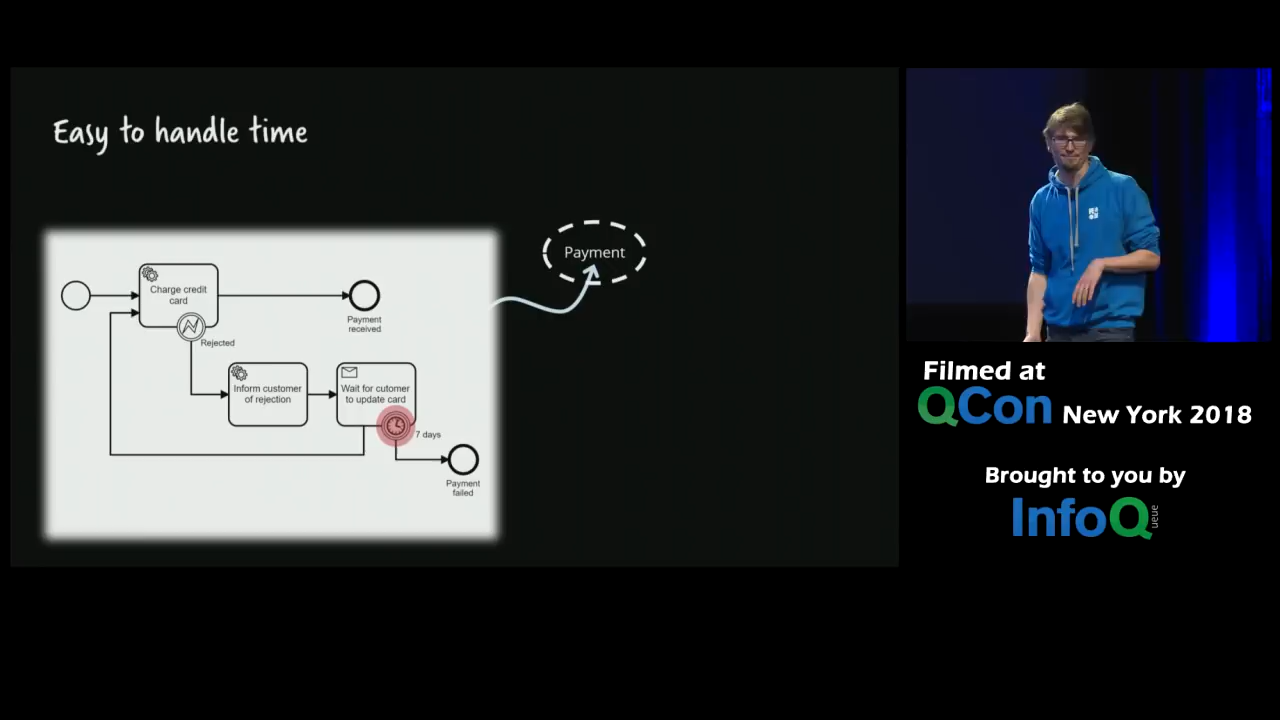 Easy to handle time
Payment
Charge credit
card
Payment
received
Rejected
Inform customer
of rejection
Wait for cutomer
to update card
7 days
Payment
failed
Filmed at
QCon New York 2018
Brought to you by
InfoQueue